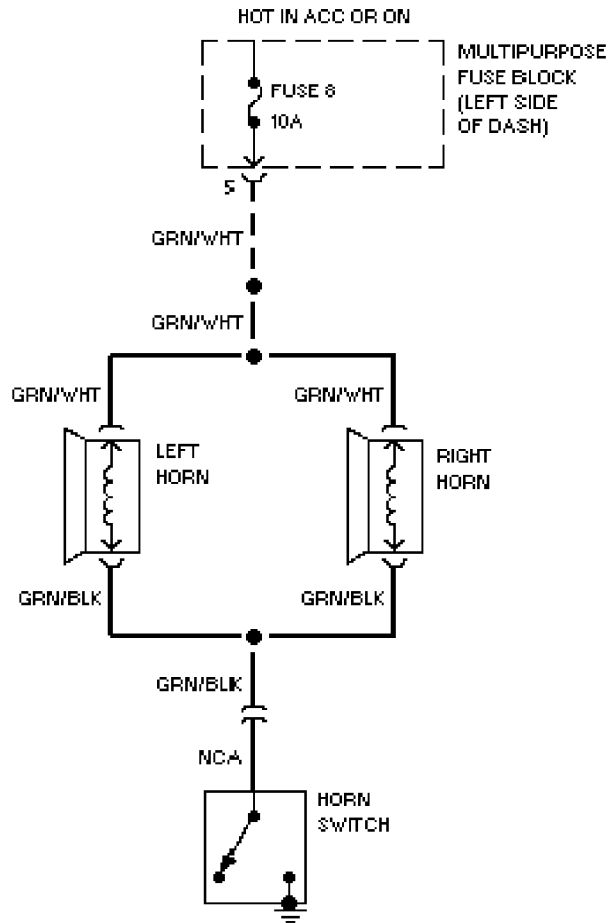 HOT IN ACC OR ON
MULTIPURPOSE
FUSE BLOCK
(LEFT SIDE
OF DASH)
FUSE 8
10A
5
GRN/WHT
GRN/WHT
GRN/WHT
GRN/WHT
LEFT
HORN
RIGHT
HORN
GRN/BLK
GRN/BLK
GRN/BLK
NCA
HORN
SWITCH